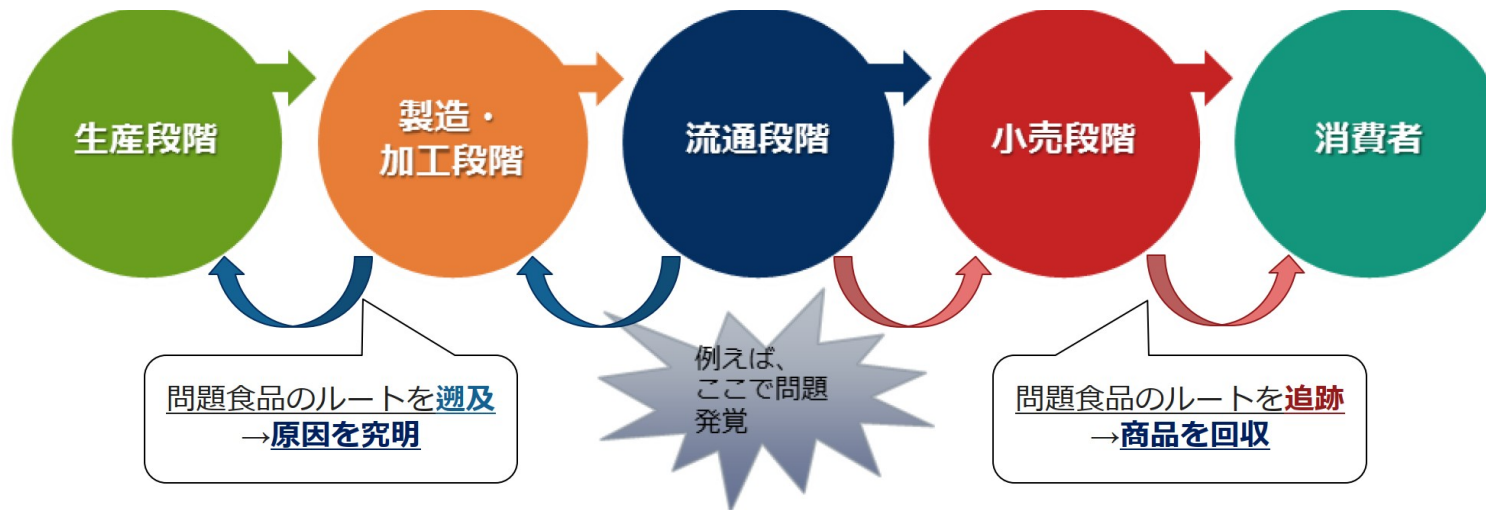 生産段階
製造・
加工段階
流通段階
小売段階
消費者
例えば、
ここで問題
発覚
問題食品のルートを遡及
→原因を究明
問題食品のルートを追跡
→商品を回収